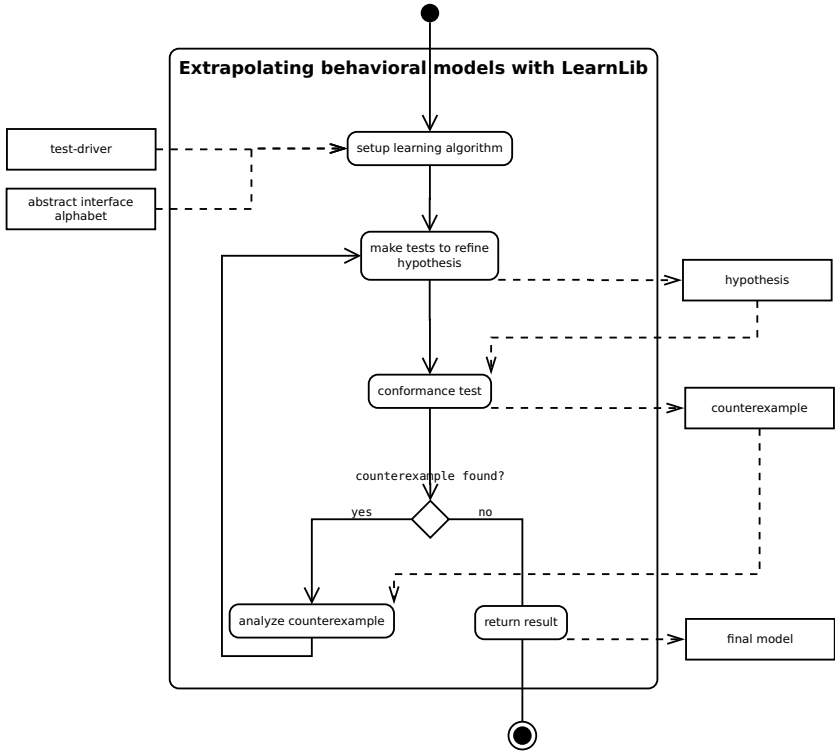 Extrapolating behavioral models with LearnLib
test-driver
setup learning algorithm
abstract interface
alphabet
make tests to refine
hypothesis
hypothesis
conformance test
counterexample
counterexample found?
yes
no
analyze counterexample
return result
final model